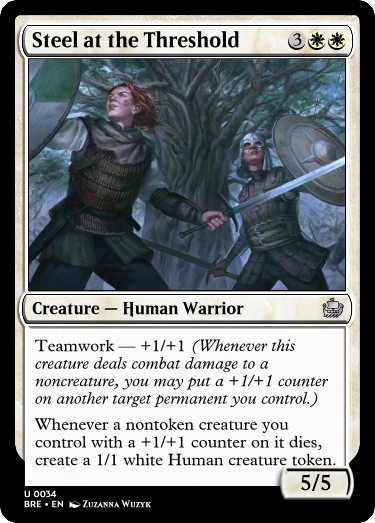 Steel at the Threshold 3
Creature — Human Warrior
Teamwork — +1/+1 (Whenever this
creature deals combat damage to a
noncreature, you may put a +1/+1 counter
on another target permanent you control.)
Whenever a nontoken creature you
control with a +1/+1 counter on it dies,
create a 1/1 white Human creature token.
5/5
U 0034
BRE • EN Zuzanna Wuzyk